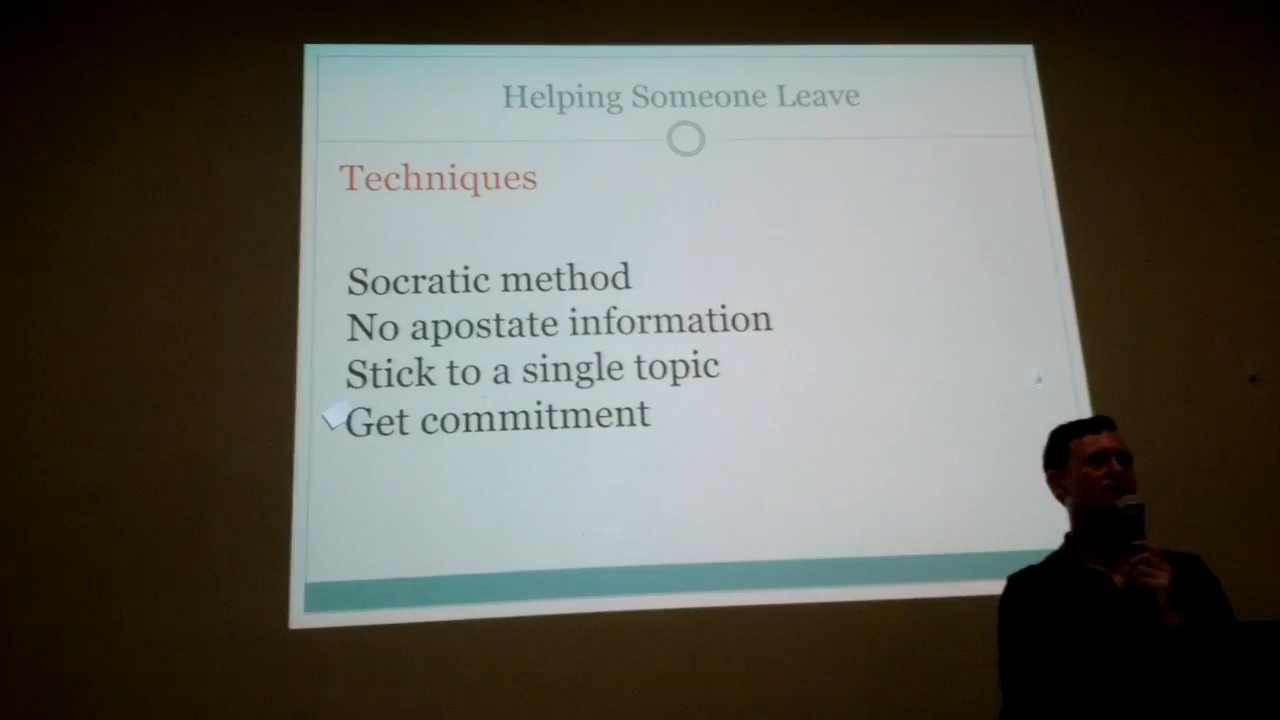 Helping Someone Leave
Techniques
Socratic method
No apostate information
Stick to a single topic
Get commitment